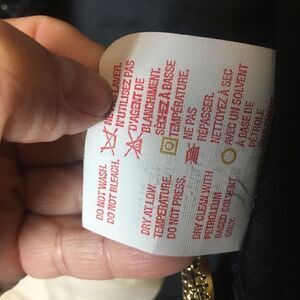 DO NOT WASH.
DO NOT BLEACH.
DRY AT LOW
TEMPERATURE.
DO NOT PRESS.
DRY CLEAN WITH
PETROLEUM
BASED SOLVENT
ONLY.
NE PAS LAVER.
N'UTILISEZ PAS
D'AGENT DE
BLANCHIMENT.
SÉCHEZ À BASSE
TEMPÉRATURE.
NE PAS
REPASSER.
NETTOYEZ À SEC
AVEC UN SOLVENT
À BASE DE
PÉTROLE